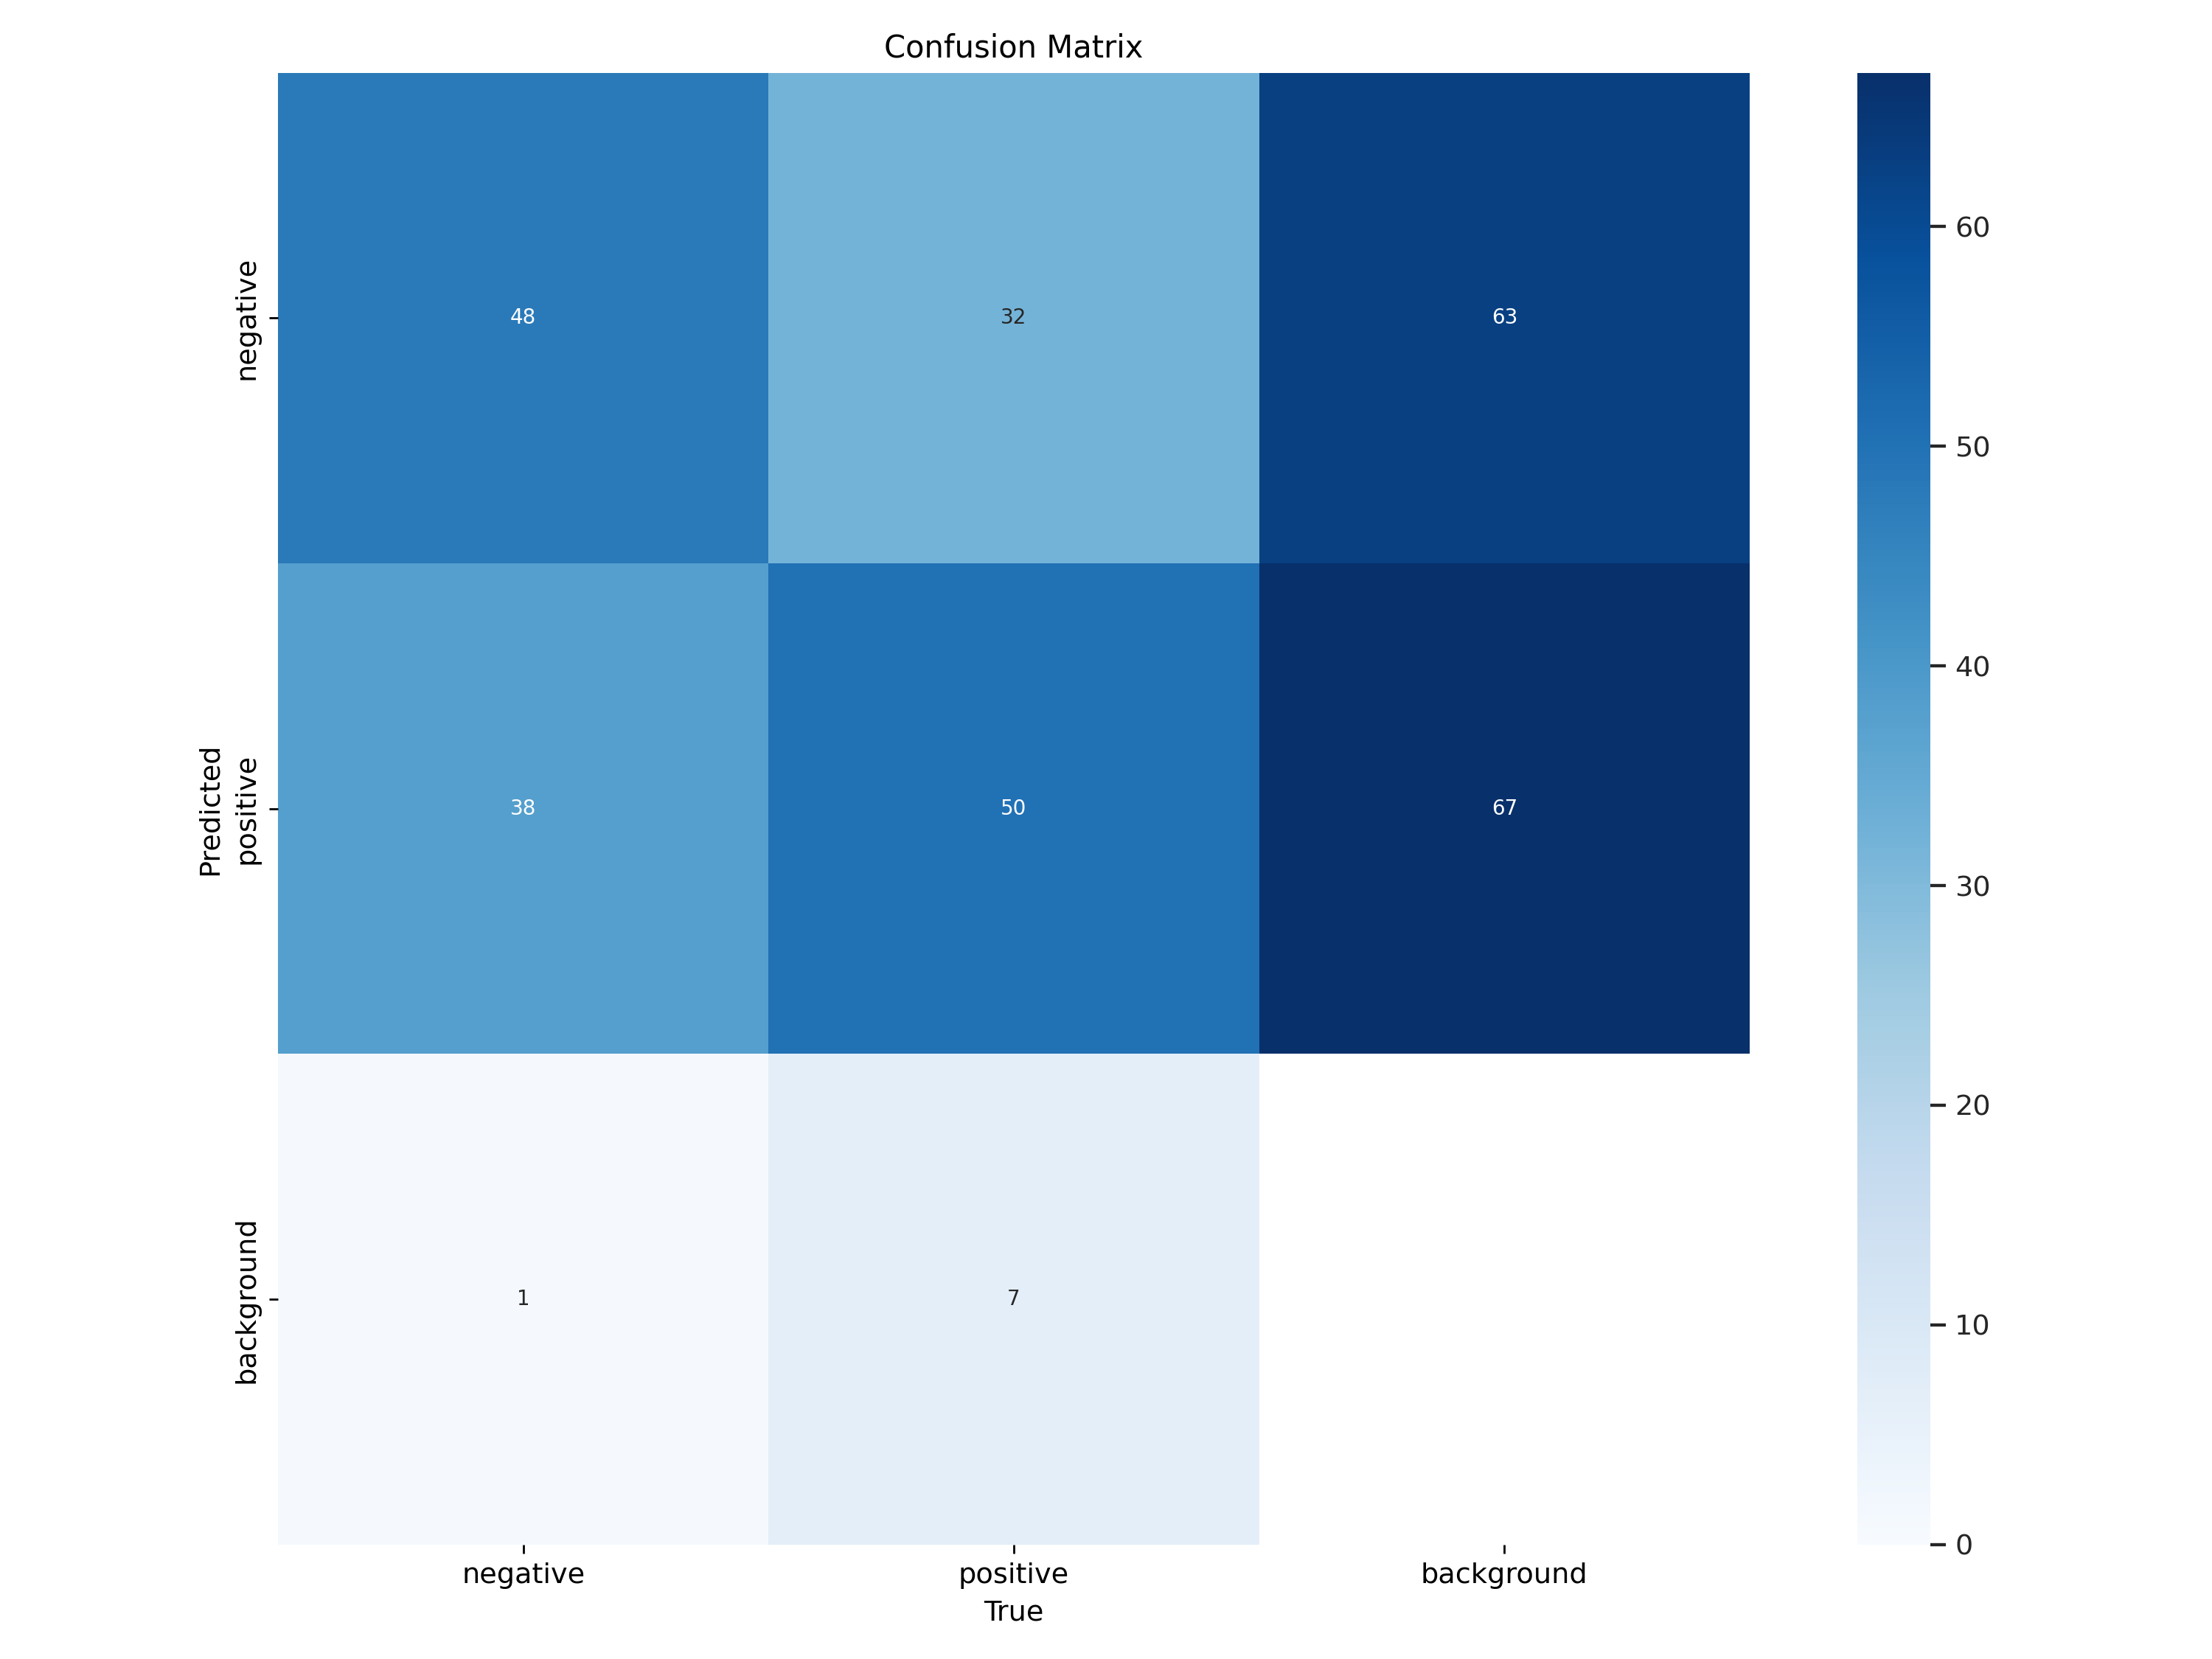 Confusion Matrix
negative
48
32
63
Predicted
positive
38
50
67
background
1
7
negative
positive
background
True
60
50
40
30
20
10
0